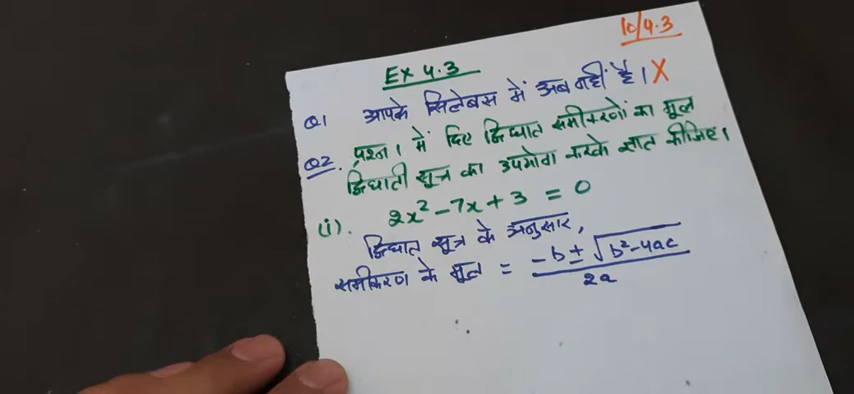 10/4.3
EX 4.3
Q1 आपके सिलेबस में अब नहीं है। X
Q2. प्रश्न 1 में दिए द्विघात समीकरणों का मूल
द्विघाती सूत्र का उपयोग करके ज्ञात कीजिए।
(i). 2x² - 7x + 3 = 0
द्विघात सूत्र के अनुसार,
समीकरण के मूल = -b ± √b²-4ac / 2a